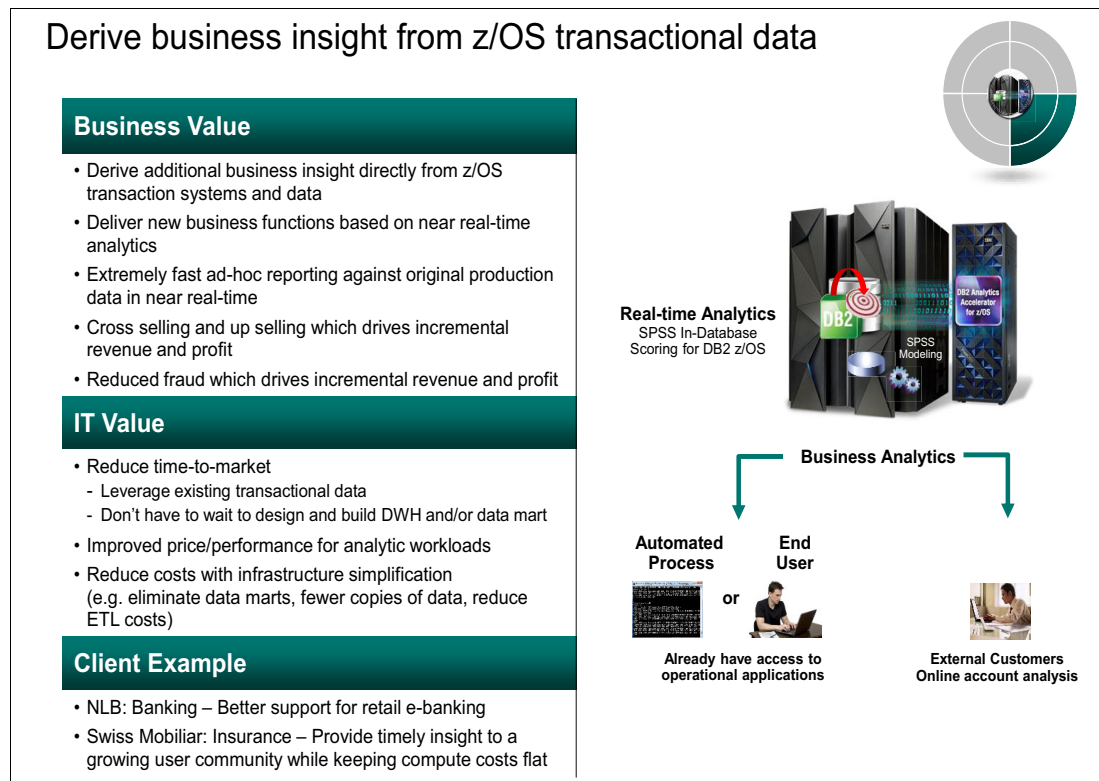 Derive business insight from z/OS transactional data
Business Value
• Derive additional business insight directly from z/OS
transaction systems and data
• Deliver new business functions based on near real-time
analytics
• Extremely fast ad-hoc reporting against original production
data in near real-time
• Cross selling and up selling which drives incremental
revenue and profit
• Reduced fraud which drives incremental revenue and profit
IT Value
• Reduce time-to-market
- Leverage existing transactional data
- Don’t have to wait to design and build DWH and/or data mart
• Improved price/performance for analytic workloads
• Reduce costs with infrastructure simplification
(e.g. eliminate data marts, fewer copies of data, reduce
ETL costs)
Client Example
• NLB: Banking – Better support for retail e-banking
• Swiss Mobiliar: Insurance – Provide timely insight to a
growing user community while keeping compute costs flat
Real-time Analytics
SPSS In-Database
Scoring for DB2 z/OS
DB2
SPSS
Modeling
DB2 Analytics
Accelerator
for z/OS
Business Analytics
Automated
Process
or
End
User
Already have access to
operational applications
External Customers
Online account analysis